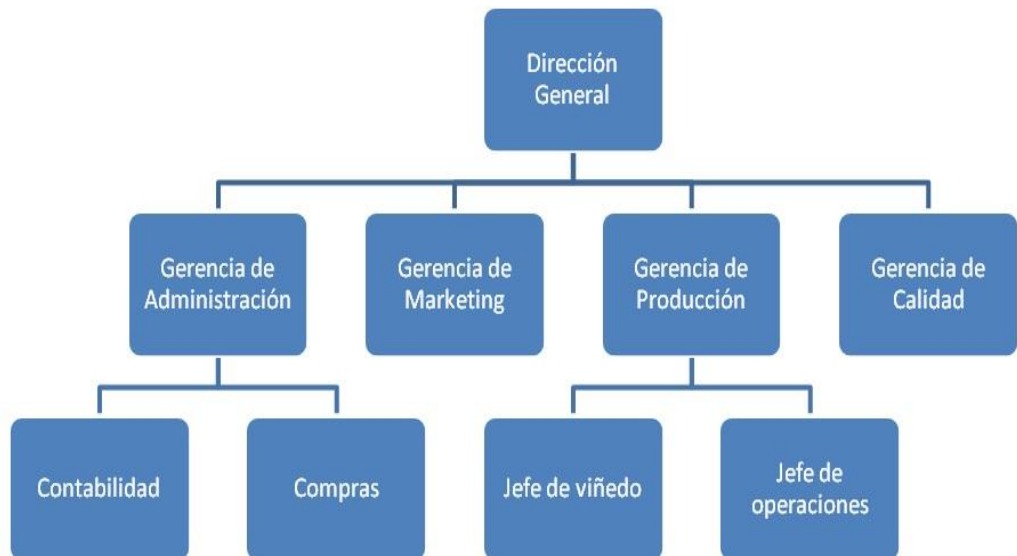 Dirección
General
Gerencia de
Administración
Gerencia de
Marketing
Gerencia de
Producción
Gerencia de
Calidad
Contabilidad
Compras
Jefe de viñedo
Jefe de
operaciones